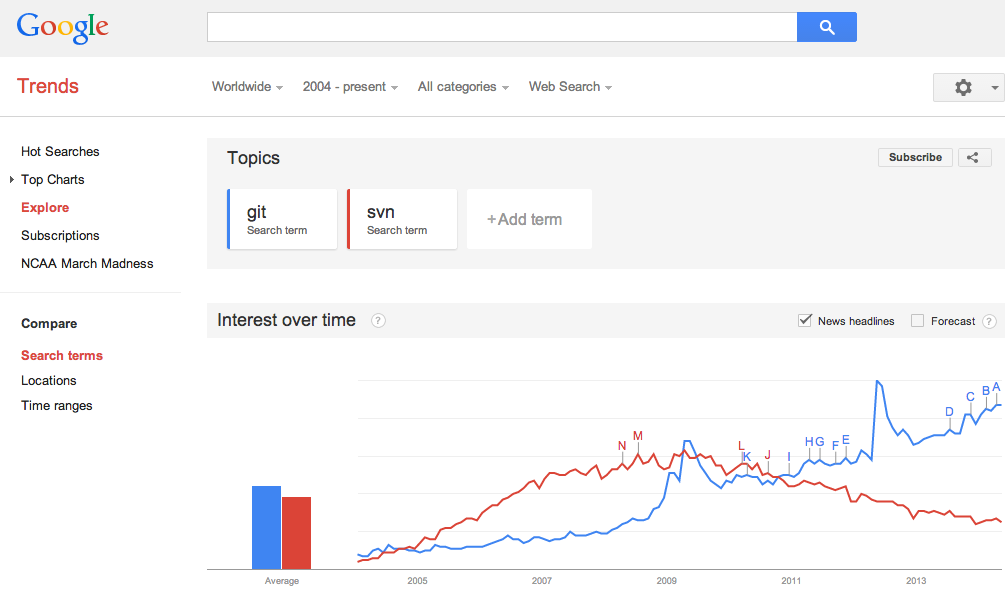 Google
Trends
Worldwide 2004 - present All categories Web Search
Hot Searches
Top Charts
Explore
Subscriptions
NCAA March Madness
Compare
Search terms
Locations
Time ranges
Topics
Subscribe
git
Search term
svn
Search term
+Add term
Interest over time ?
News headlines Forecast ?
N M L K J I H G F E D C B A
Average 2005 2007 2009 2011 2013